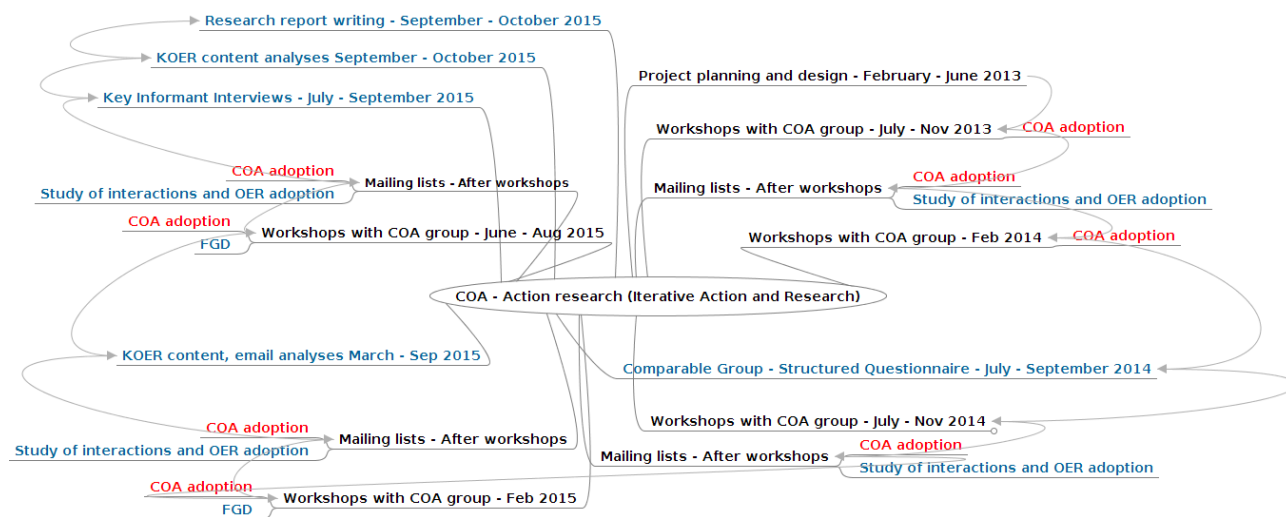 Research report writing - September - October 2015
KOER content analyses September - October 2015
Project planning and design - February - June 2013
Key Informant Interviews - July - September 2015
Workshops with COA group - July - Nov 2013
COA adoption
COA adoption
Mailing lists - After workshops
Study of interactions and OER adoption
Mailing lists - After workshops
COA adoption
Study of interactions and OER adoption
COA adoption
Workshops with COA group - June - Aug 2015
FGD
Workshops with COA group - Feb 2014
COA adoption
COA - Action research (Iterative Action and Research)
KOER content, email analyses March - Sep 2015
Comparable Group - Structured Questionnaire - July - September 2014
Workshops with COA group - July - Nov 2014
COA adoption
Mailing lists - After workshops
Study of interactions and OER adoption
Mailing lists - After workshops
COA adoption
Study of interactions and OER adoption
COA adoption
Workshops with COA group - Feb 2015
FGD